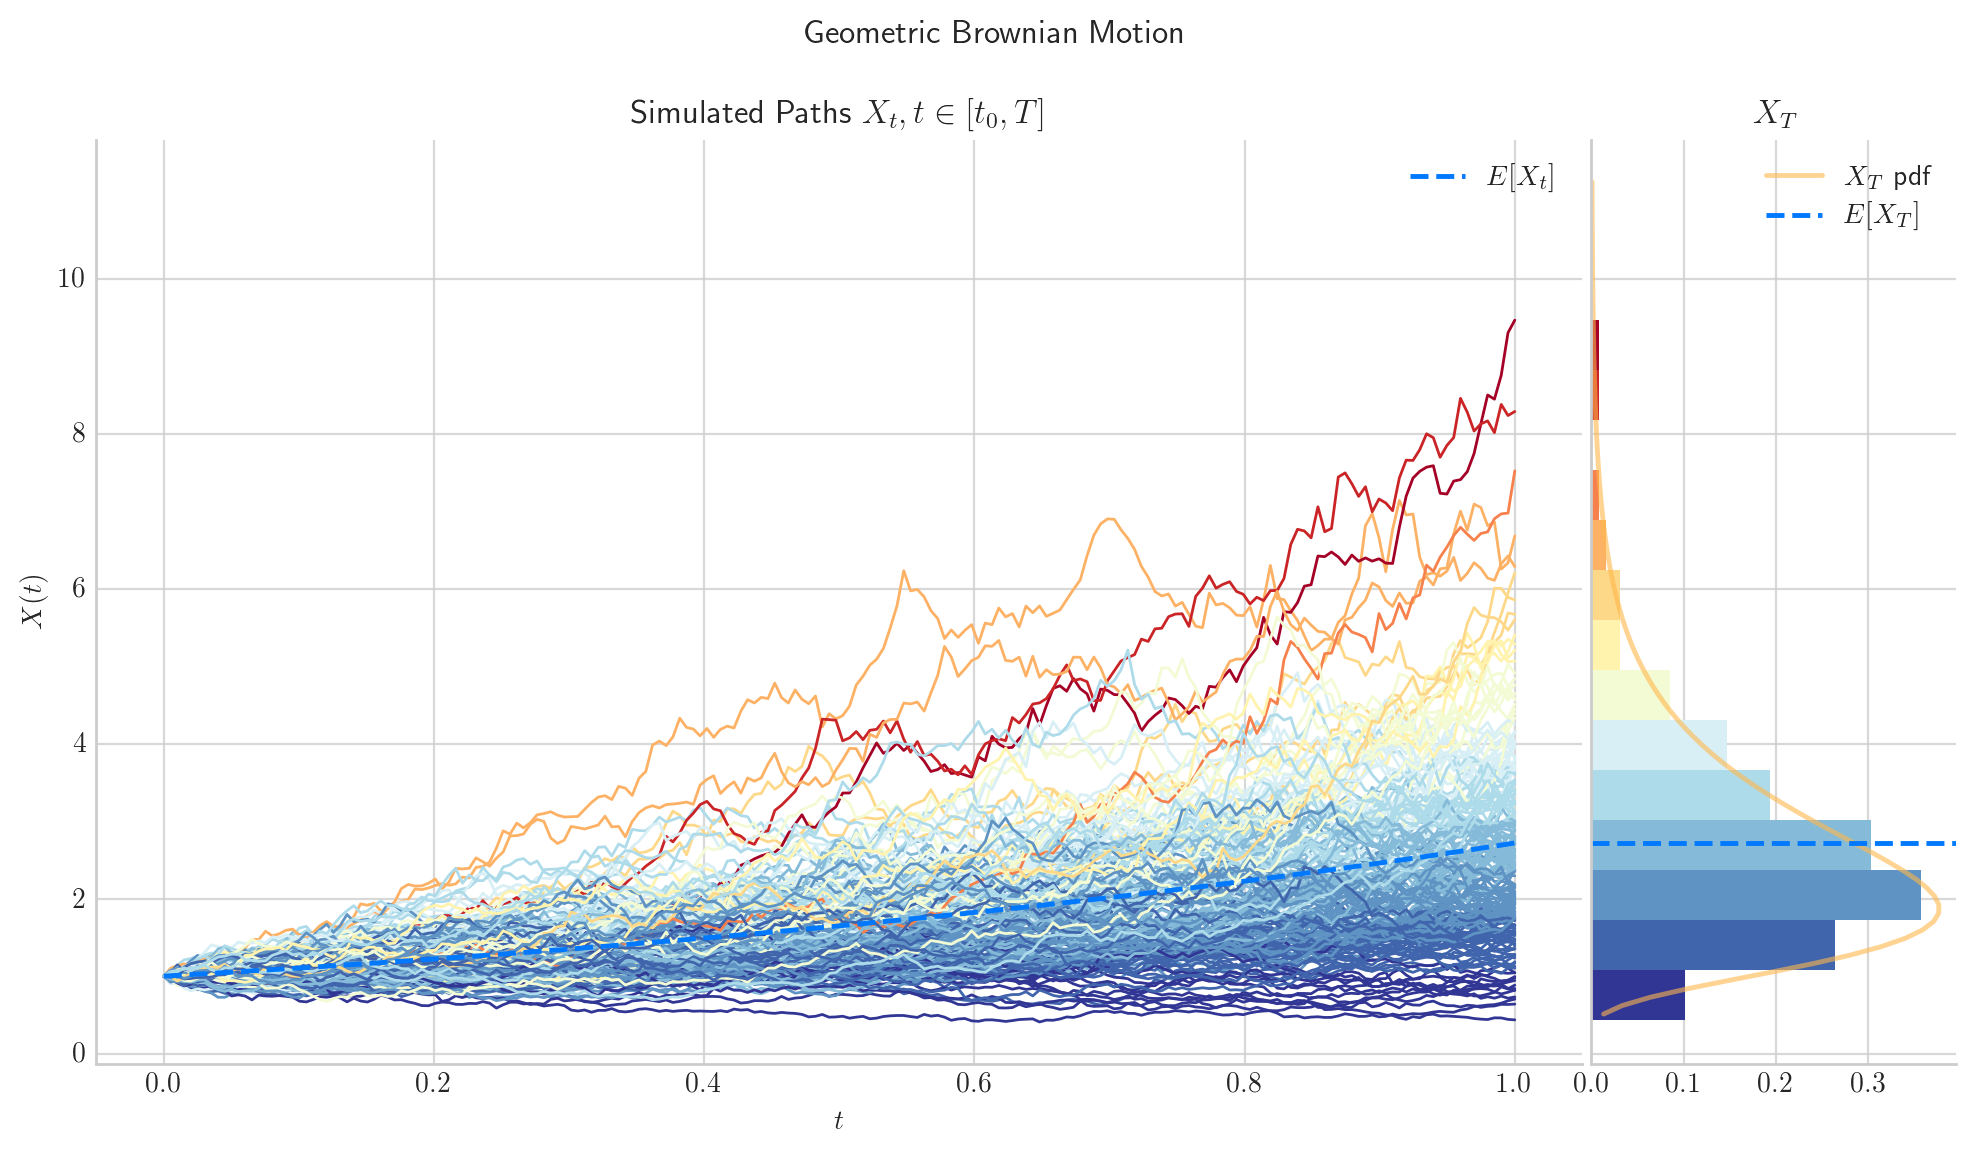 Geometric Brownian Motion
Simulated Paths $X_t, t \in [t_0, T]$
$X_T$
$E[X_t]$
$X_T$ pdf
$E[X_T]$
10
8
6
4
2
0
$X(t)$
0.0 0.2 0.4 0.6 0.8 1.0
0.0 0.1 0.2 0.3
$t$